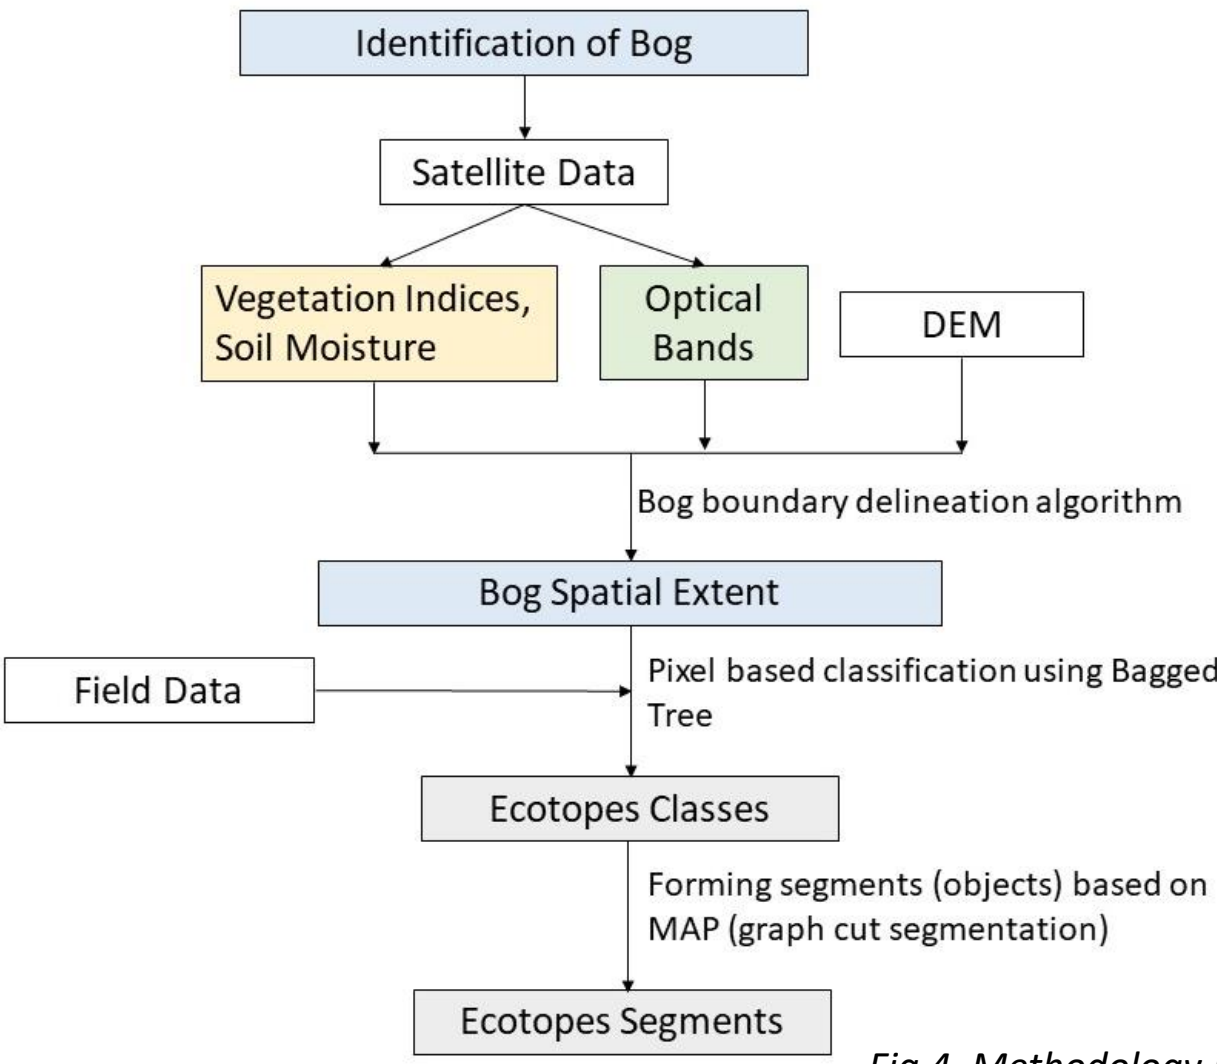 Identification of Bog
Satellite Data
Vegetation Indices,
Soil Moisture
Optical
Bands
DEM
Bog boundary delineation algorithm
Bog Spatial Extent
Field Data
Pixel based classification using Bagged
Tree
Ecotopes Classes
Forming segments (objects) based on
MAP (graph cut segmentation)
Ecotopes Segments
Fig 4. Methodology